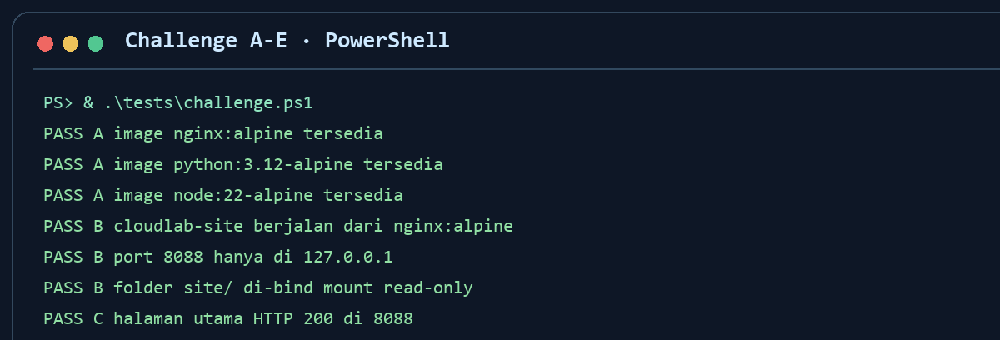 Challenge A-E · PowerShell
PS> & .\tests\challenge.ps1
PASS A image nginx:alpine tersedia
PASS A image python:3.12-alpine tersedia
PASS A image node:22-alpine tersedia
PASS B cloudlab-site berjalan dari nginx:alpine
PASS B port 8088 hanya di 127.0.0.1
PASS B folder site/ di-bind mount read-only
PASS C halaman utama HTTP 200 di 8088